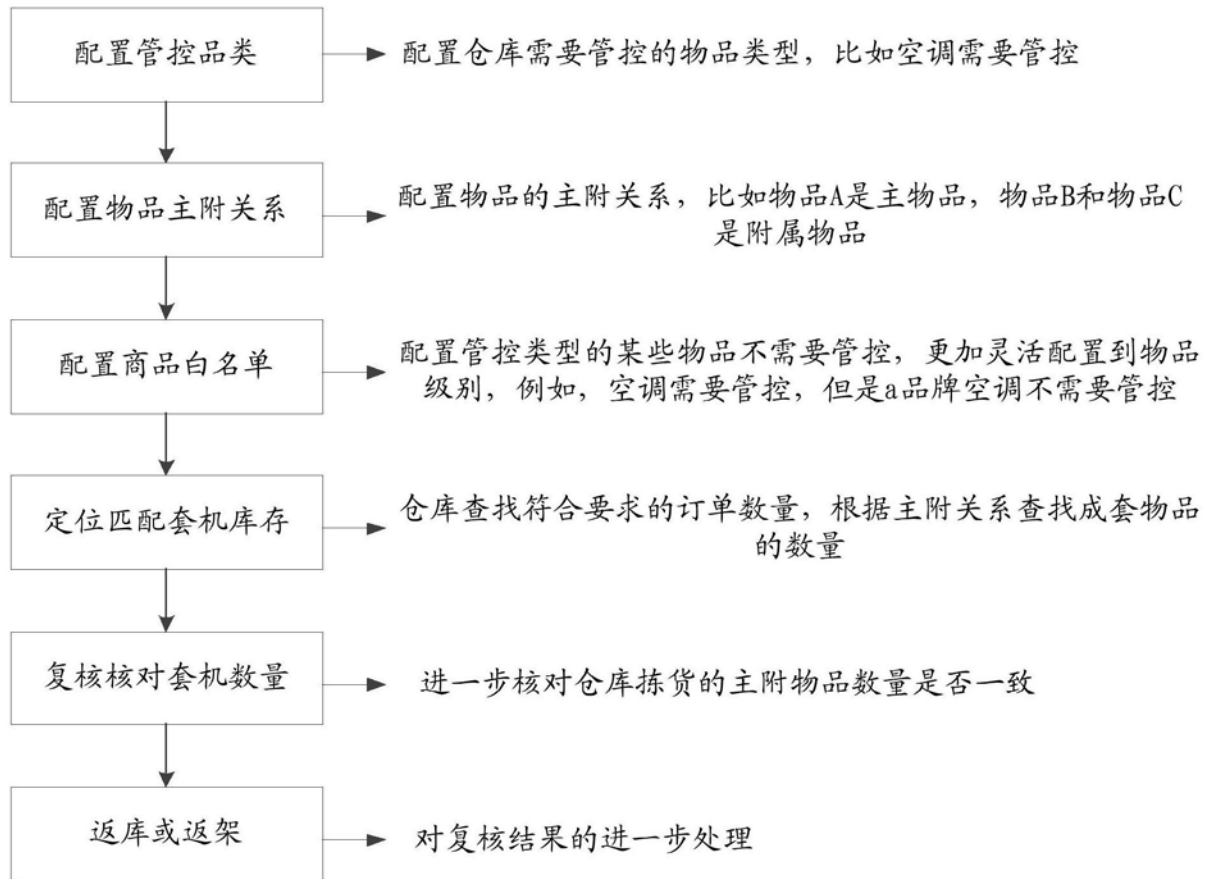 配置管控品类
配置仓库需要管控的物品类型，比如空调需要管控
配置物品主附关系
配置物品的主附关系，比如物品A是主物品，物品B和物品C
是附属物品
配置商品白名单
配置管控类型的某些物品不需要管控，更加灵活配置到物品
级别，例如，空调需要管控，但是a品牌空调不需要管控
定位匹配套机库存
仓库查找符合要求的订单数量，根据主附关系查找成套物品
的数量
复核核对套机数量
进一步核对仓库拣货的主附物品数量是否一致
返库或返架
对复核结果的进一步处理